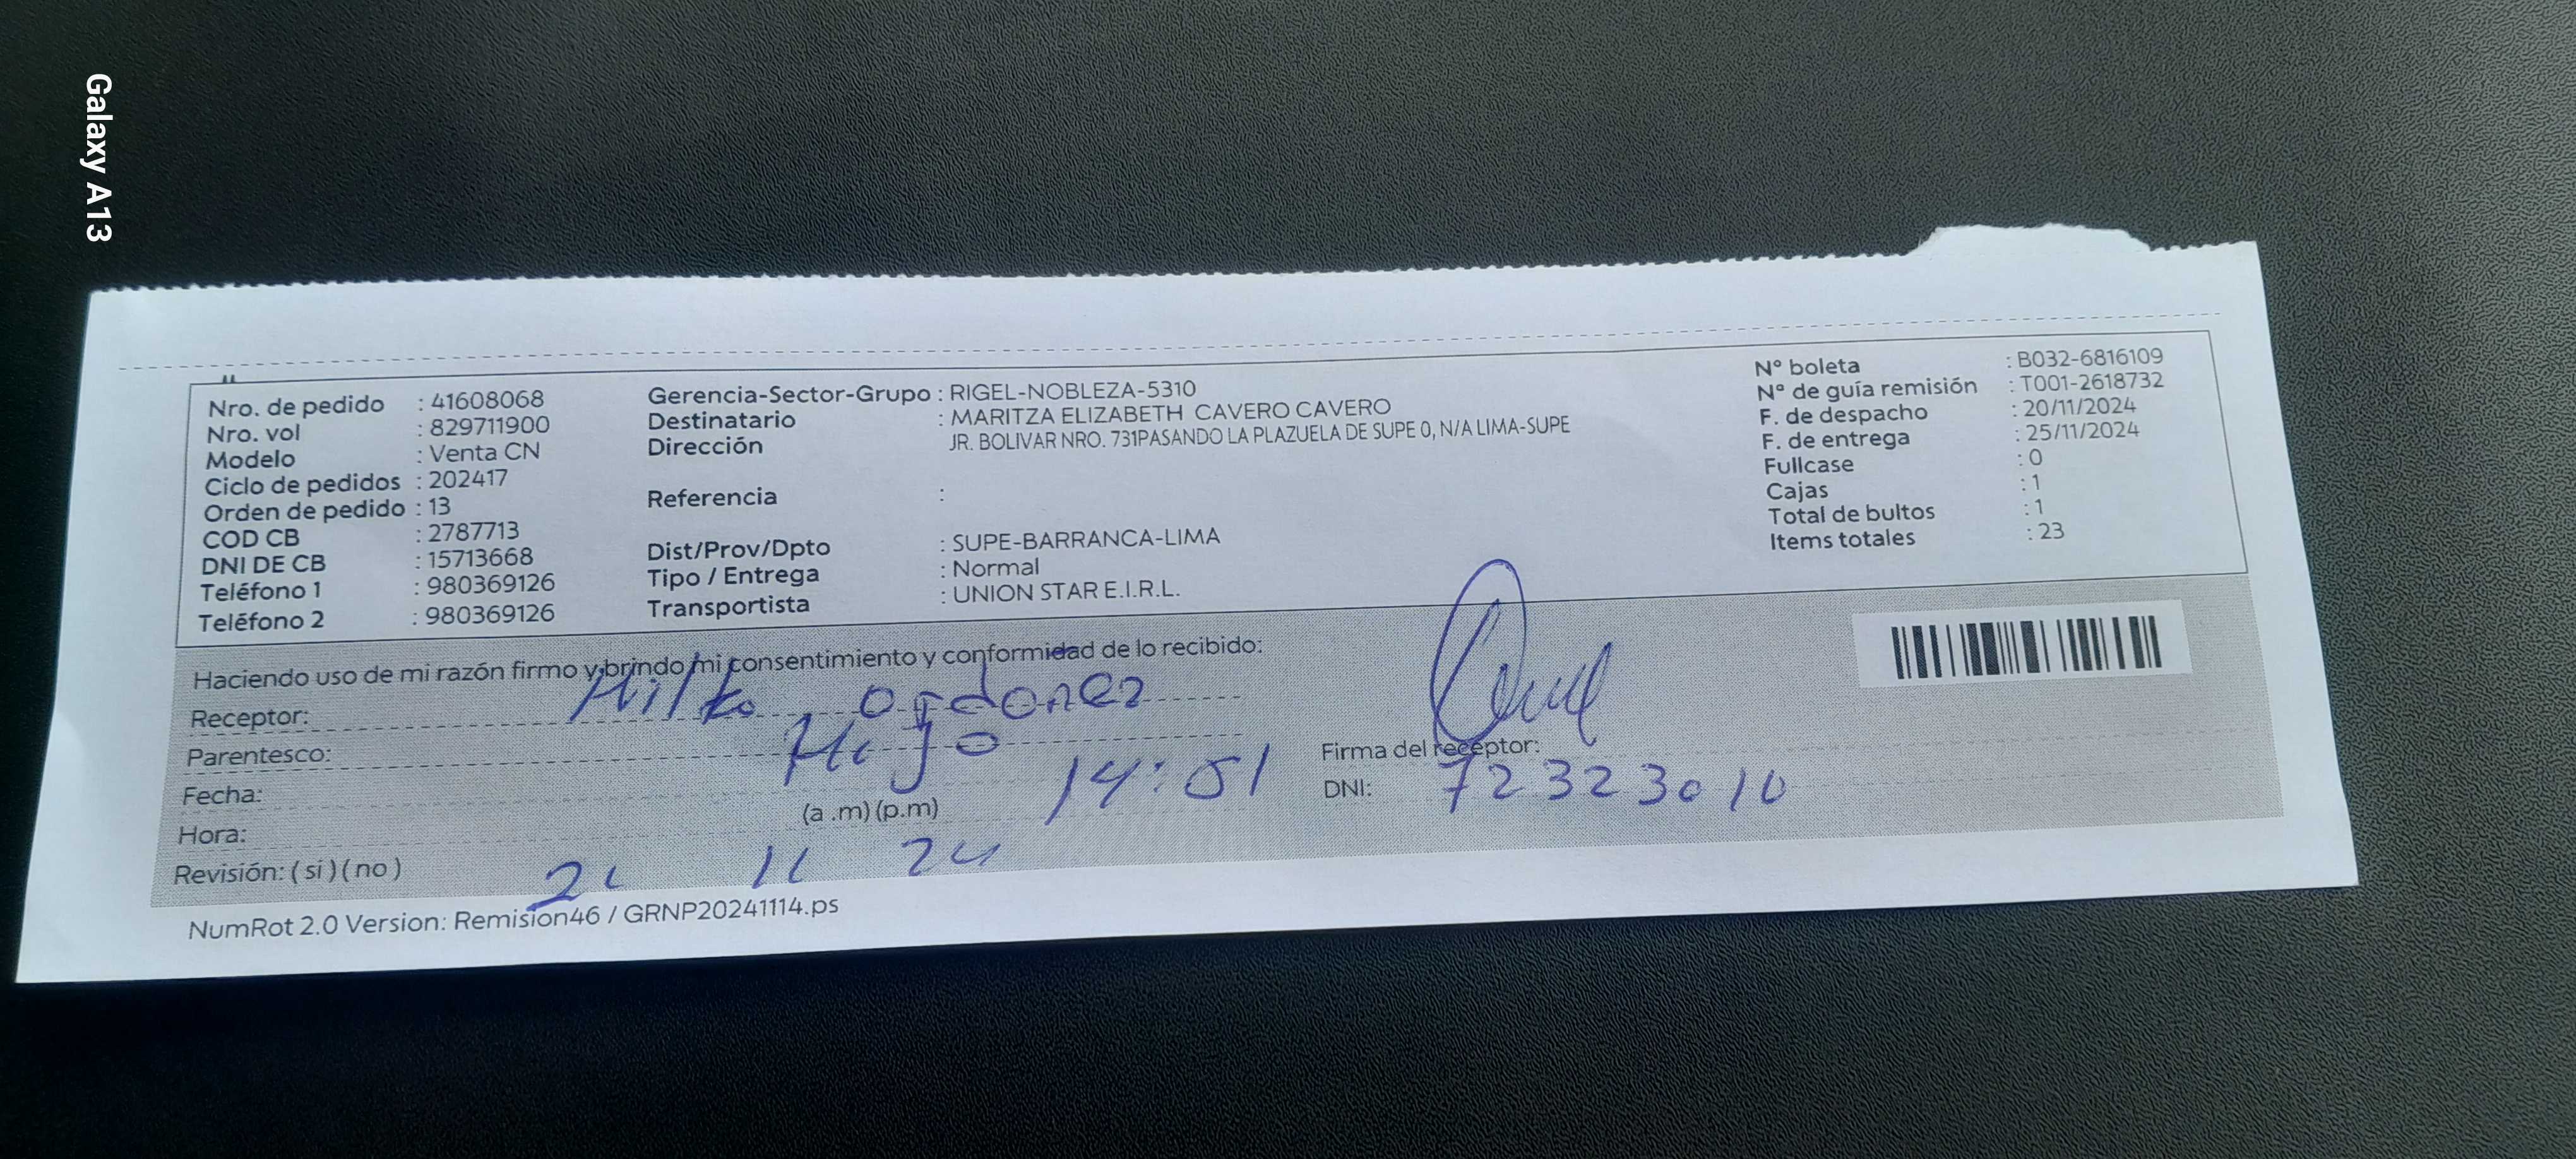 Galaxy A13
Nro. de pedido : 41608068
Nro. vol : 829711900
Modelo : Venta CN
Ciclo de pedidos : 202417
Orden de pedido : 13
COD CB : 2787713
DNI DE CB : 15713668
Teléfono 1 : 980369126
Teléfono 2 : 980369126
Gerencia-Sector-Grupo : RIGEL-NOBLEZA-5310
Destinatario : MARITZA ELIZABETH CAVERO CAVERO
Dirección JR. BOLIVAR NRO. 731PASANDO LA PLAZUELA DE SUPE 0, N/A LIMA-SUPE
Referencia :
Dist/Prov/Dpto : SUPE-BARRANCA-LIMA
Tipo / Entrega : Normal
Transportista : UNION STAR E.I.R.L.
Nº boleta : B032-6816109
Nº de guía remisión : T001-2618732
F. de despacho : 20/11/2024
F. de entrega : 25/11/2024
Fullcase : 0
Cajas : 1
Total de bultos : 1
Items totales : 23
Haciendo uso de mi razón firmo y brindo mi consentimiento y conformidad de lo recibido:
Receptor: ordonez
Parentesco: Hijo
Fecha:
Hora: (a .m) (p.m) 14:51
Revisión: ( si ) ( no ) 11 24
Firma del receptor:
DNI: 72323010
NumRot 2.0 Version: Remision46 / GRNP20241114.ps